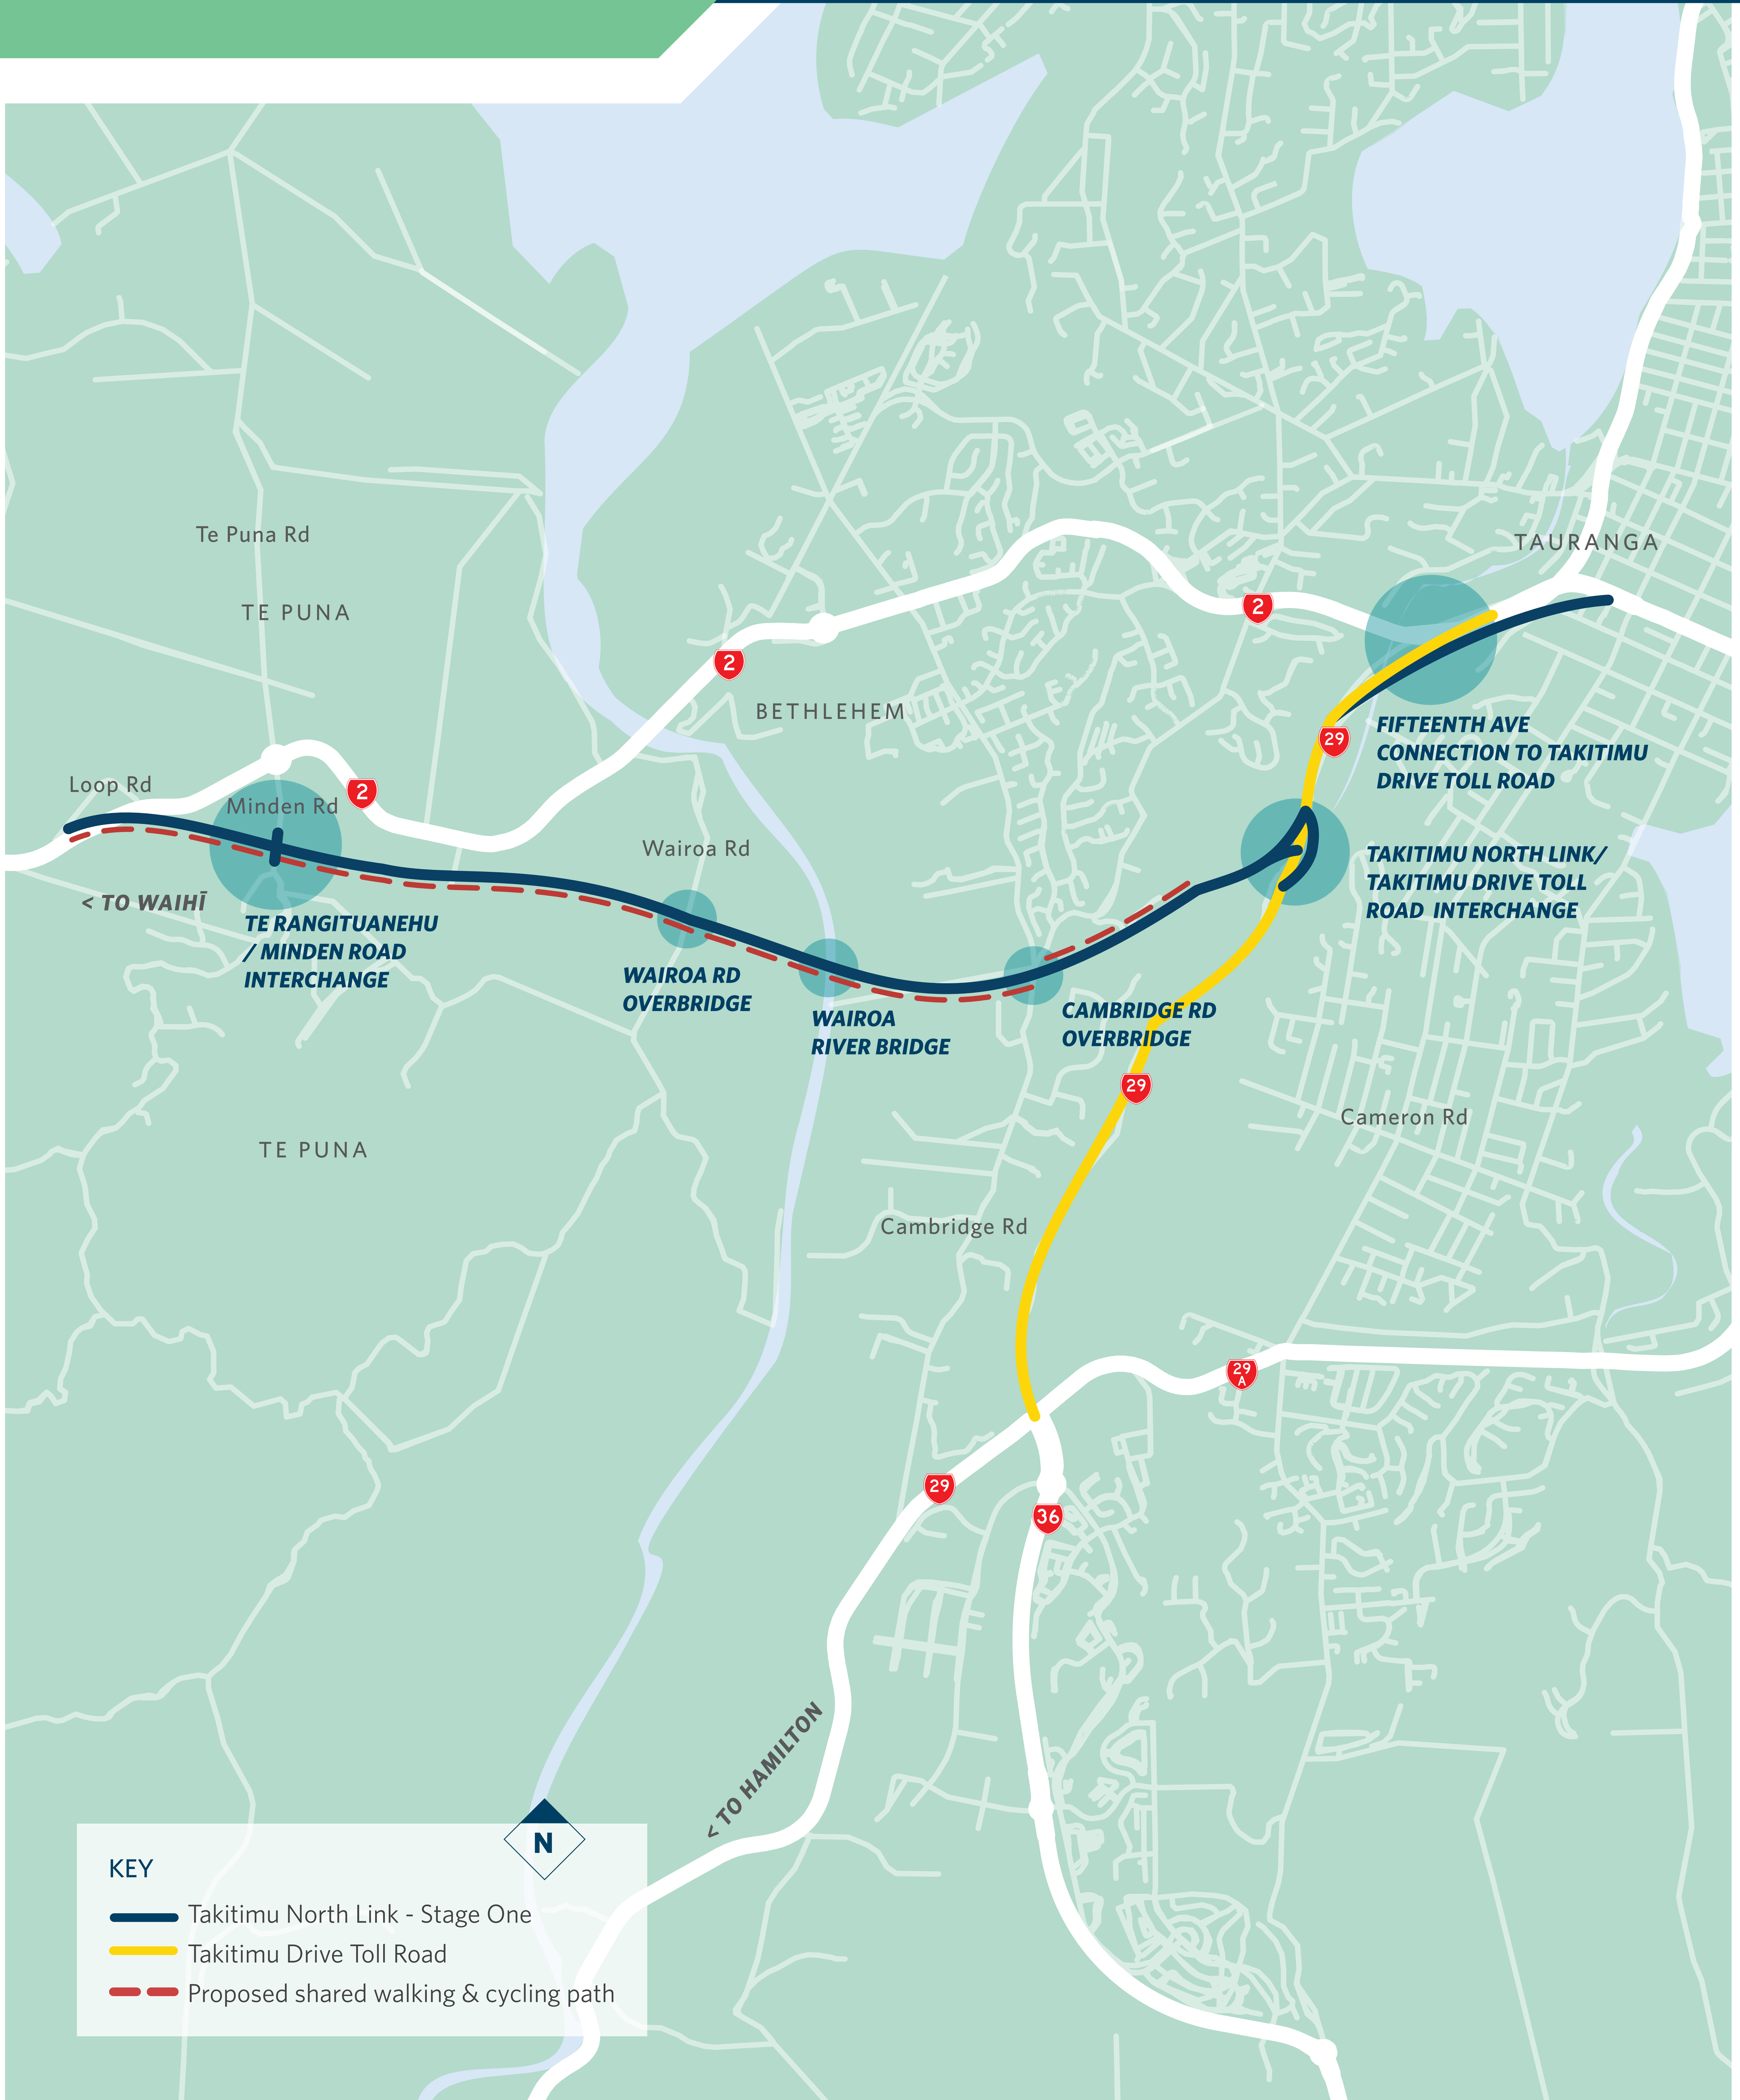 TAURANGA
Te Puna Rd
TE PUNA
2
2
BETHLEHEM
FIFTEENTH AVE
CONNECTION TO TAKITIMU
DRIVE TOLL ROAD
29
Loop Rd
2
Minden Rd
Wairoa Rd
TAKITIMU NORTH LINK/
TAKITIMU DRIVE TOLL
ROAD INTERCHANGE
< TO WAIHĪ
TE RANGITUANEHU
/ MINDEN ROAD
INTERCHANGE
WAIROA RD
OVERBRIDGE
WAIROA
RIVER BRIDGE
CAMBRIDGE RD
OVERBRIDGE
29
Cameron Rd
TE PUNA
Cambridge Rd
29
A
29
36
< TO HAMILTON
N
KEY
Takitimu North Link - Stage One
Takitimu Drive Toll Road
Proposed shared walking & cycling path